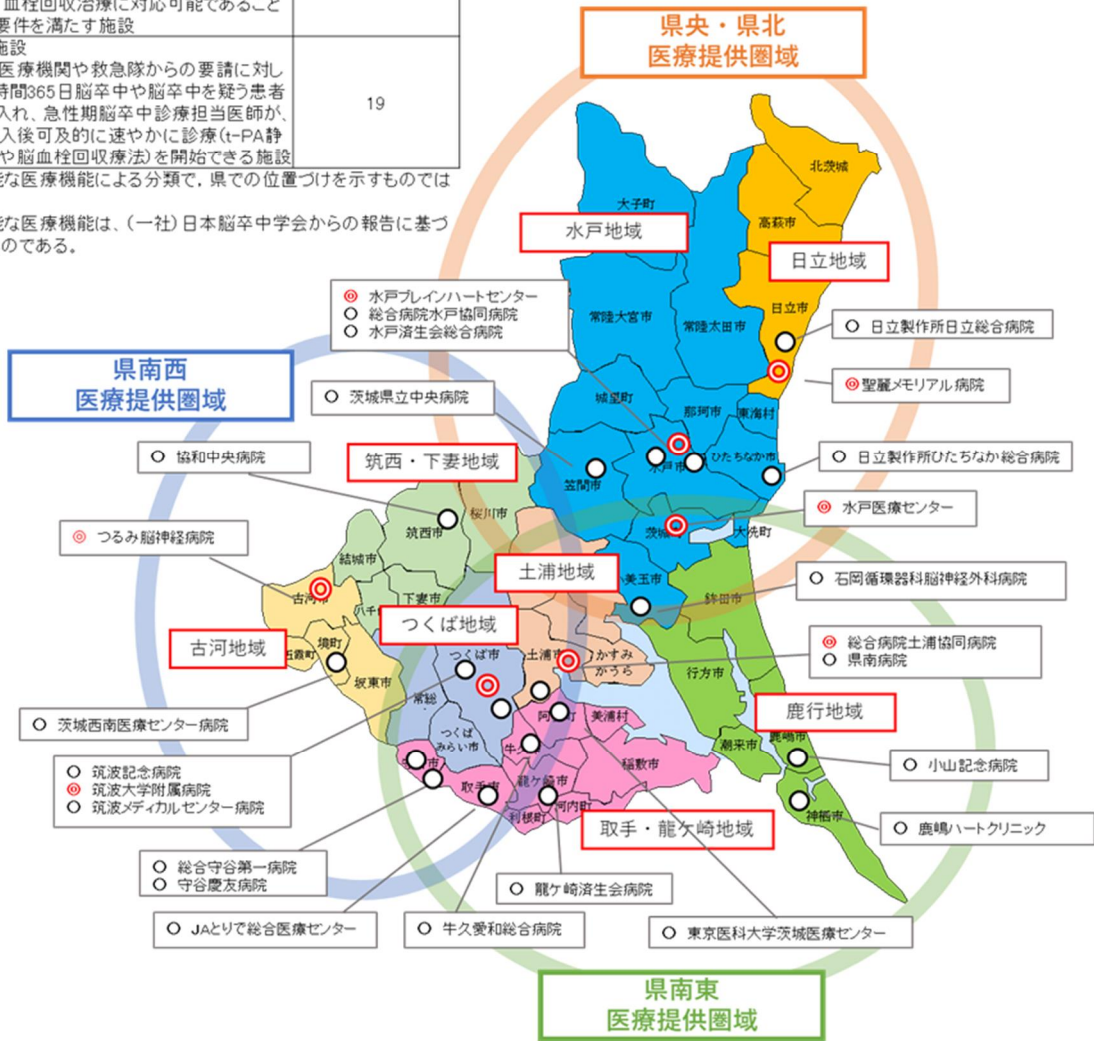 血栓回収治療に対応可能であること
要件を満たす施設
施設
医療機関や救急隊からの要請に対し
時間365日脳卒中や脳卒中を疑う患者
入れ、急性期脳卒中診療担当医師が、
入後可及的に速やかに診療(t-PA静
や脳血栓回収療法)を開始できる施設
19
能な医療機能による分類で，県での位置づけを示すものでは
能な医療機能は、(一社)日本脳卒中学会からの報告に基づ
のである。
県央・県北
医療提供圏域
北茨城
大子町
高萩市
水戸地域
日立地域
日立市
◎ 水戸ブレインハートセンター
○ 総合病院水戸協同病院
○ 水戸済生会総合病院
常陸大宮市
常陸太田市
○ 日立製作所日立総合病院
県南西
医療提供圏域
◎ 聖麗メモリアル病院
○ 茨城県立中央病院
城里町
那珂市
東海村
○ 協和中央病院
筑西・下妻地域
水戸市
ひたちなか市
○ 日立製作所ひたちなか総合病院
笠間市
桜川市
筑西市
◎ 水戸医療センター
◎ つるみ脳神経病院
茨城
大洗町
結城市
土浦地域
小美玉市
○ 石岡循環器科脳神経外科病院
古河市
八千
下妻市
鉾田市
つくば地域
古河地域
◎ 総合病院土浦協同病院
○ 県南病院
五霞町
境町
つくば市
土浦市
かすみ
がうら
坂東市
行方市
常総
鹿行地域
○ 茨城西南医療センター病院
阿見町
美浦村
潮来市
鹿嶋市
つくば
みらい市
牛久
○ 小山記念病院
○ 筑波記念病院
◎ 筑波大学附属病院
○ 筑波メディカルセンター病院
稲敷市
取手市
龍ケ崎市
河内町
利根町
神栖市
取手・龍ケ崎地域
○ 鹿嶋ハートクリニック
○ 総合守谷第一病院
○ 守谷慶友病院
○ 龍ケ崎済生会病院
○ JAとりで総合医療センター
○ 牛久愛和総合病院
○ 東京医科大学茨城医療センター
県南東
医療提供圏域